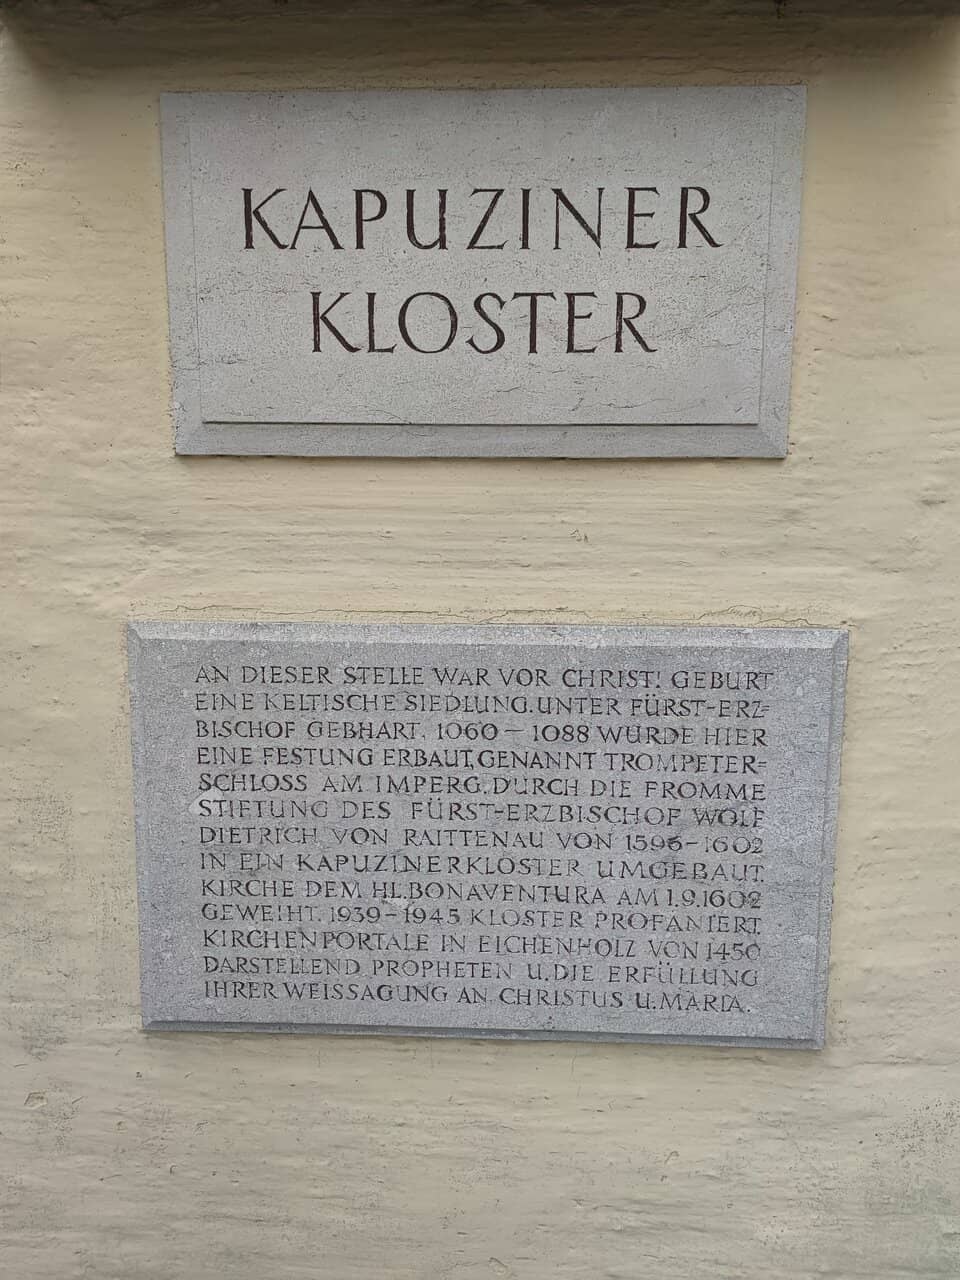 KAPUZINER
KLOSTER
AN DIESER STELLE WAR VOR CHRISTI GEBURT
EINE KELTISCHE SIEDLUNG. UNTER FÜRST-ERZ=
BISCHOF GEBHART. 1060 – 1088 WURDE HIER
EINE FESTUNG ERBAUT, GENANNT TROMPETER=
SCHLOSS AM IMPERG. DURCH DIE FROMME
STIFTUNG DES FÜRST-ERZBISCHOF WOLF
DIETRICH VON RAITTENAU VON 1596-1602
IN EIN KAPUZINERKLOSTER UMGEBAUT.
KIRCHE DEM HL. BONAVENTURA AM 1.9.1602
GEWEIHT. 1939-1945 KLOSTER PROFANIERT.
KIRCHENPORTALE IN EICHENHOLZ VON 1450
DARSTELLEND PROPHETEN U. DIE ERFÜLLUNG
IHRER WEISSAGUNG AN CHRISTUS U. MARIA.